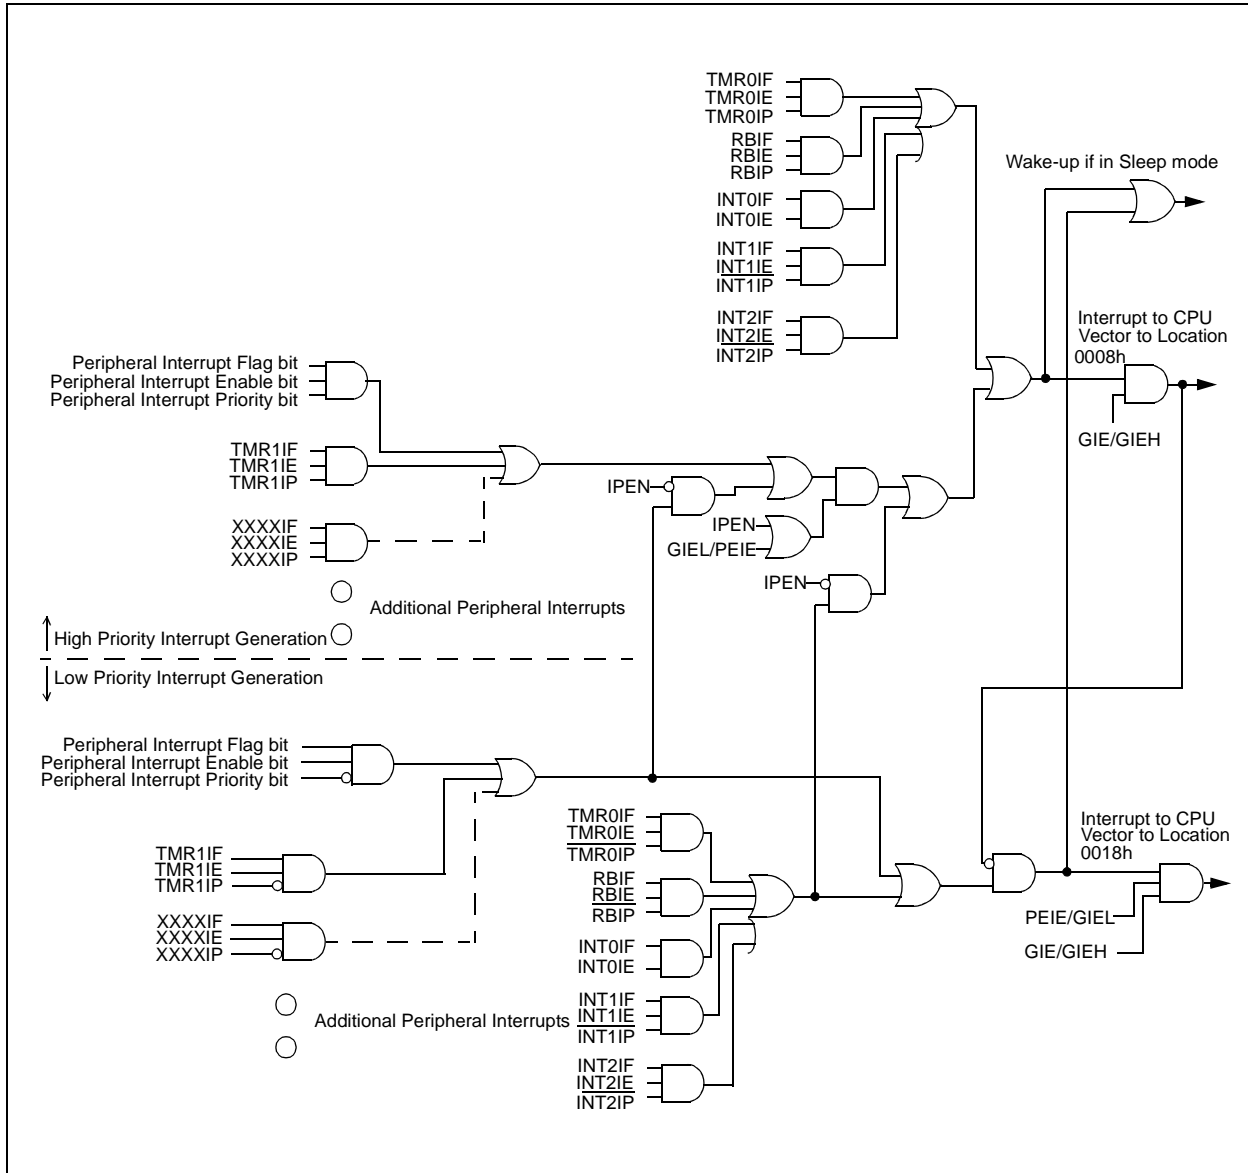 TMR0IF
TMR0IE
TMR0IP
RBIF
RBIE
RBIP
INT0IF
INT0IE
INT1IF
INT1IE
INT1IP
INT2IF
INT2IE
INT2IP
Wake-up if in Sleep mode
Interrupt to CPU
Vector to Location
0008h
GIE/GIEH
Peripheral Interrupt Flag bit
Peripheral Interrupt Enable bit
Peripheral Interrupt Priority bit
TMR1IF
TMR1IE
TMR1IP
XXXXIF
XXXXIE
XXXXIP
IPEN
IPEN
GIEL/PEIE
IPEN
Additional Peripheral Interrupts
High Priority Interrupt Generation
Low Priority Interrupt Generation
Peripheral Interrupt Flag bit
Peripheral Interrupt Enable bit
Peripheral Interrupt Priority bit
TMR1IF
TMR1IE
TMR1IP
XXXXIF
XXXXIE
XXXXIP
Additional Peripheral Interrupts
TMR0IF
TMR0IE
TMR0IP
RBIF
RBIE
RBIP
INT0IF
INT0IE
INT1IF
INT1IE
INT1IP
INT2IF
INT2IE
INT2IP
Interrupt to CPU
Vector to Location
0018h
PEIE/GIEL
GIE/GIEH